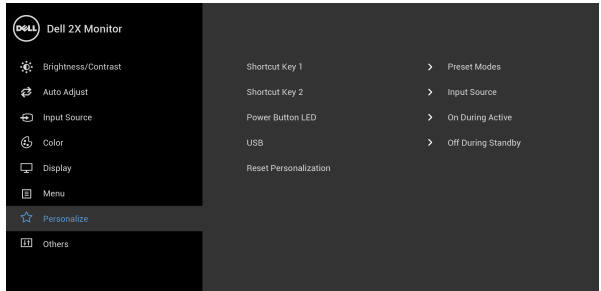 DELL Dell 2X Monitor
Brightness/Contrast
Auto Adjust
Input Source
Color
Display
Menu
Personalize
Others
Shortcut Key 1 > Preset Modes
Shortcut Key 2 > Input Source
Power Button LED > On During Active
USB > Off During Standby
Reset Personalization